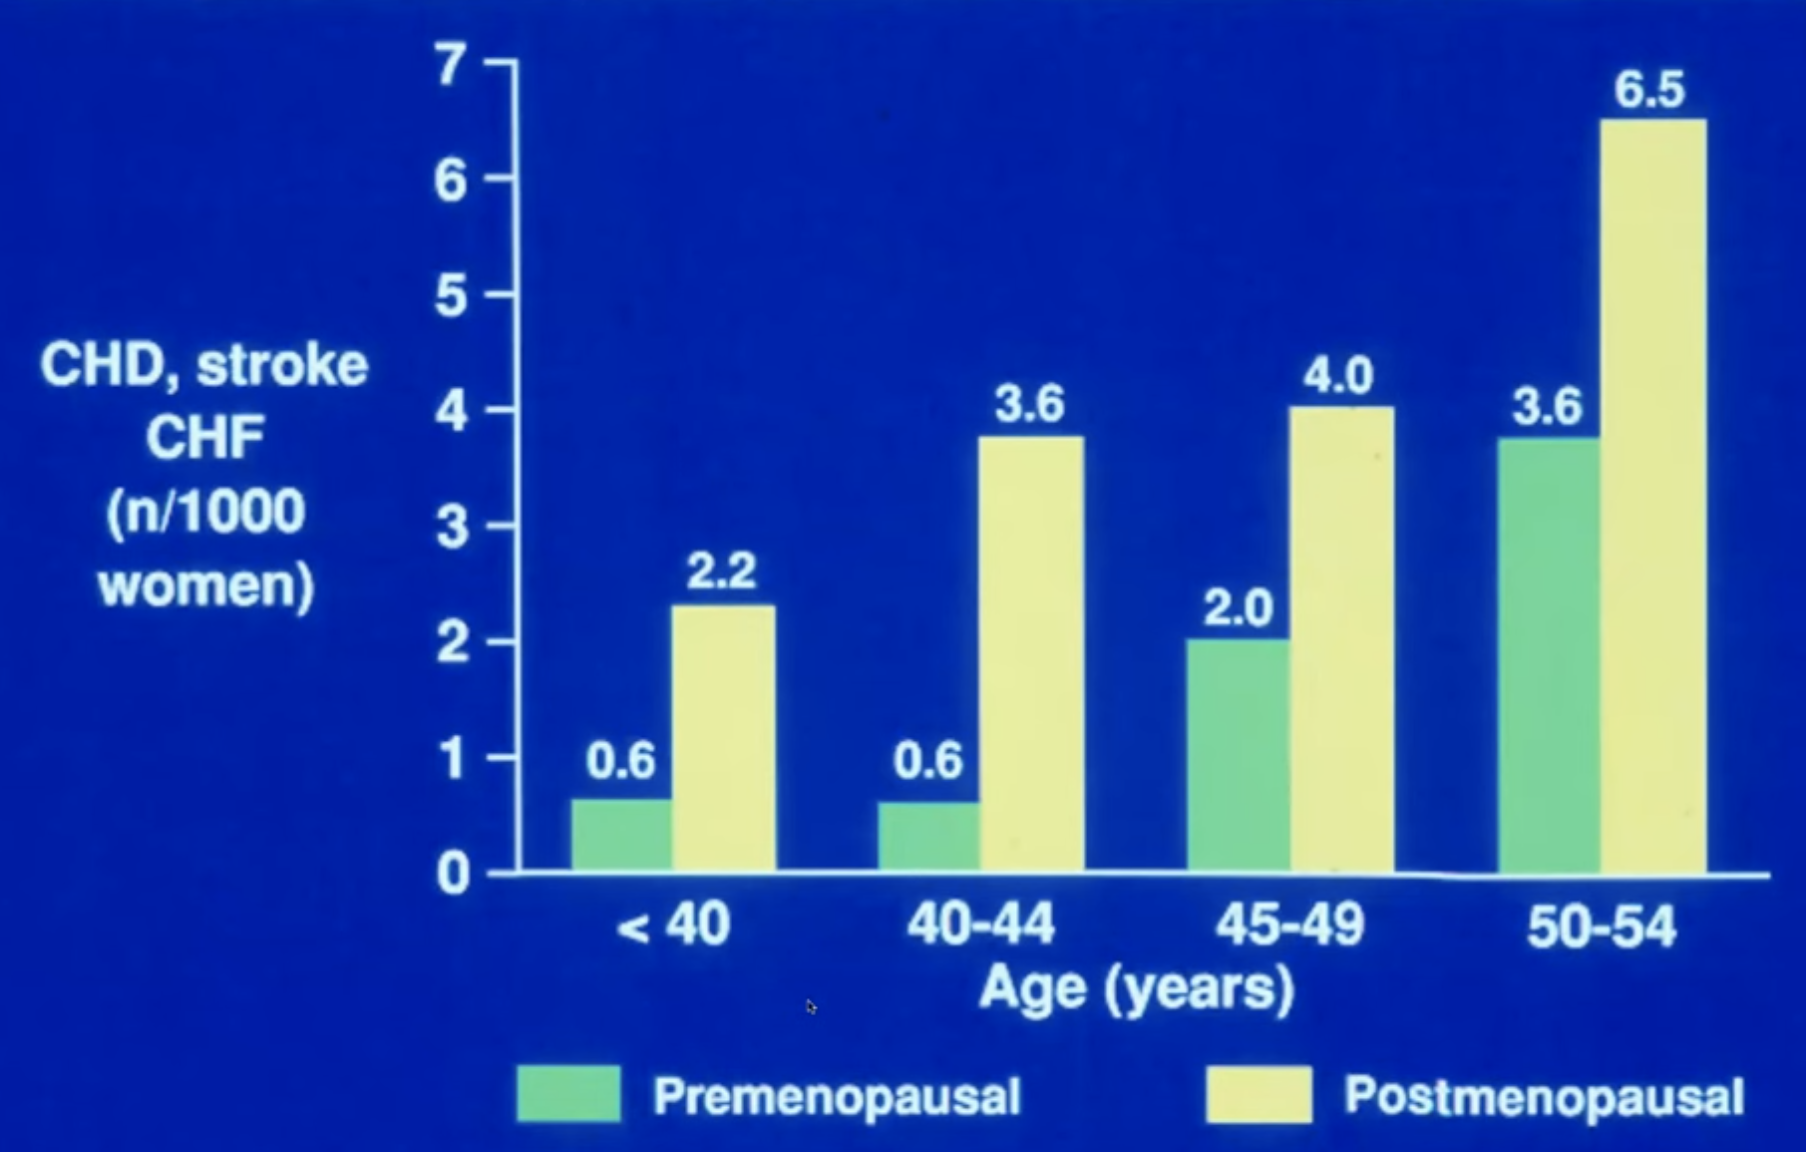 7
6
5
4
3
2
1
0
CHD, stroke
CHF
(n/1000
women)
0.6
2.2
0.6
3.6
2.0
4.0
3.6
6.5
< 40
40-44
45-49
50-54
Age (years)
Premenopausal
Postmenopausal